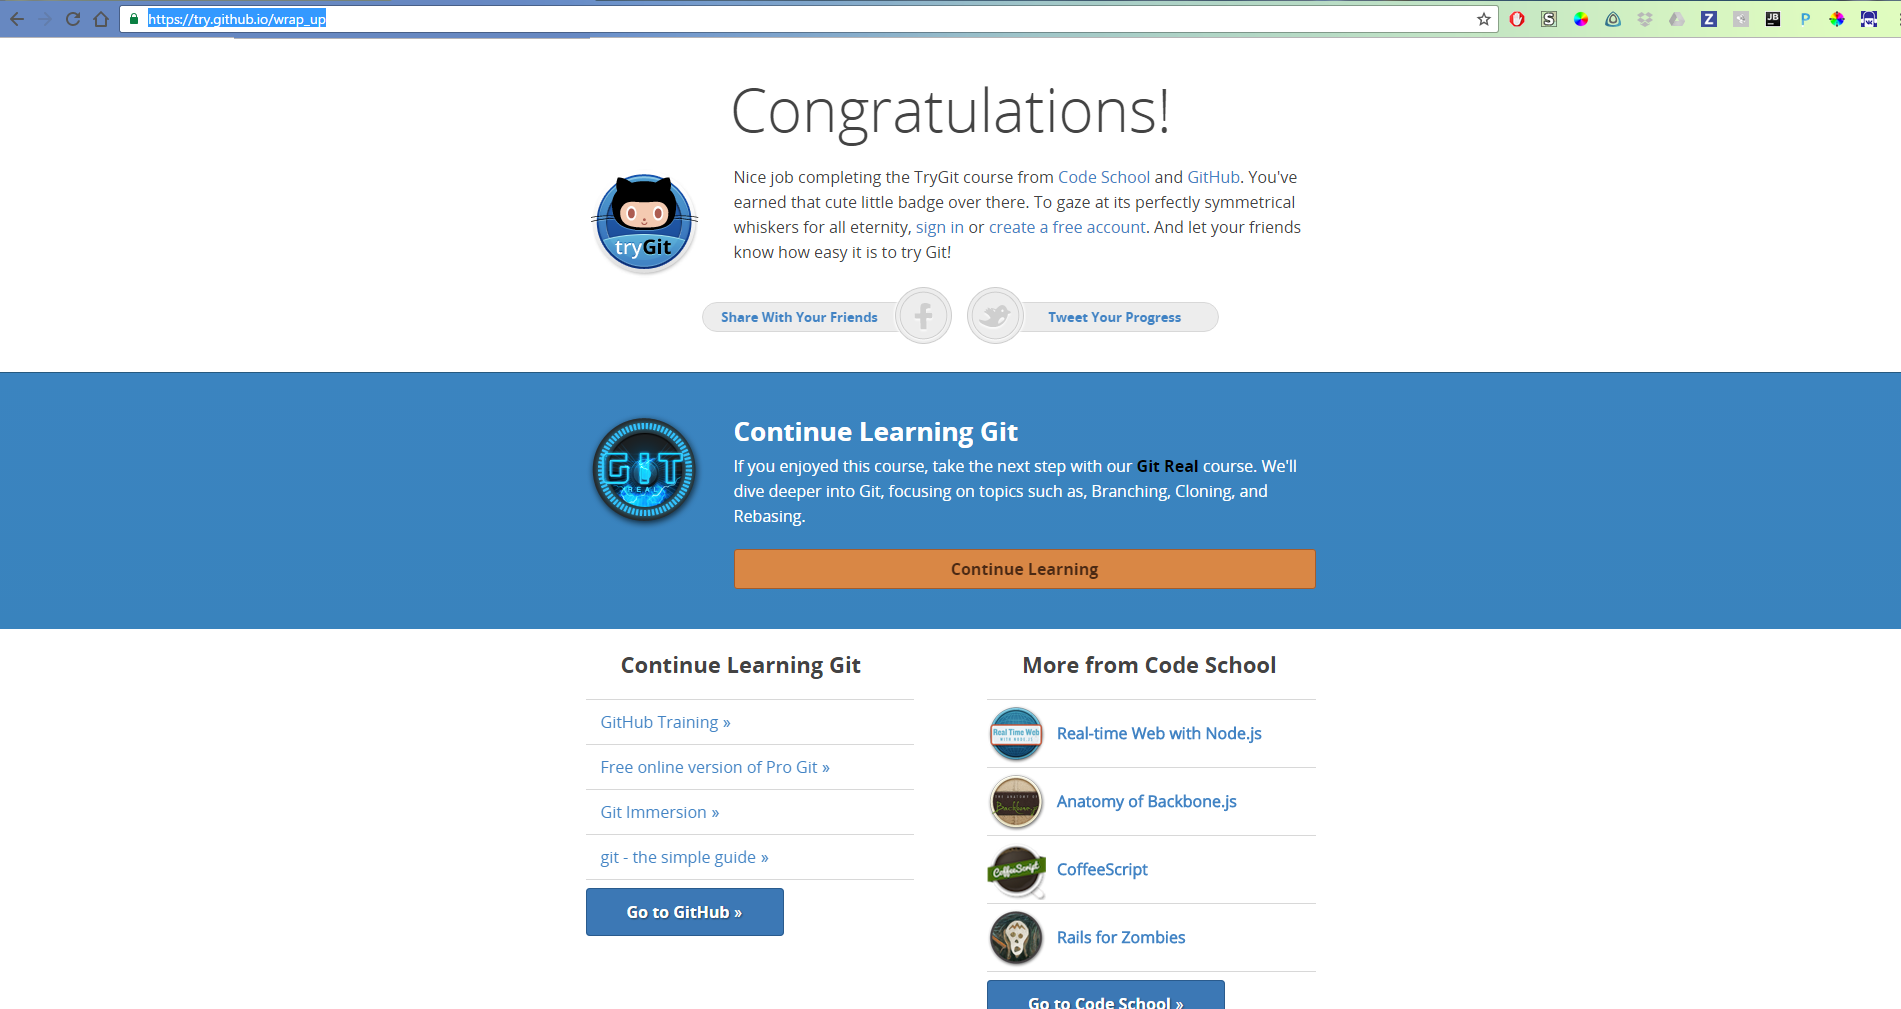 https://try.github.io/wrap_up
Congratulations!
Nice job completing the TryGit course from Code School and GitHub. You've
earned that cute little badge over there. To gaze at its perfectly symmetrical
whiskers for all eternity, sign in or create a free account. And let your friends
know how easy it is to try Git!
tryGit
Share With Your Friends
Tweet Your Progress
GIT
REAL
Continue Learning Git
If you enjoyed this course, take the next step with our Git Real course. We'll
dive deeper into Git, focusing on topics such as, Branching, Cloning, and
Rebasing.
Continue Learning
Continue Learning Git
GitHub Training »
Free online version of Pro Git »
Git Immersion »
git - the simple guide »
Go to GitHub »
More from Code School
Real Time Web
WITH NODE.JS
Real-time Web with Node.js
Anatomy of Backbone.js
CoffeeScript
CoffeeScript
Rails for Zombies
Go to Code School »